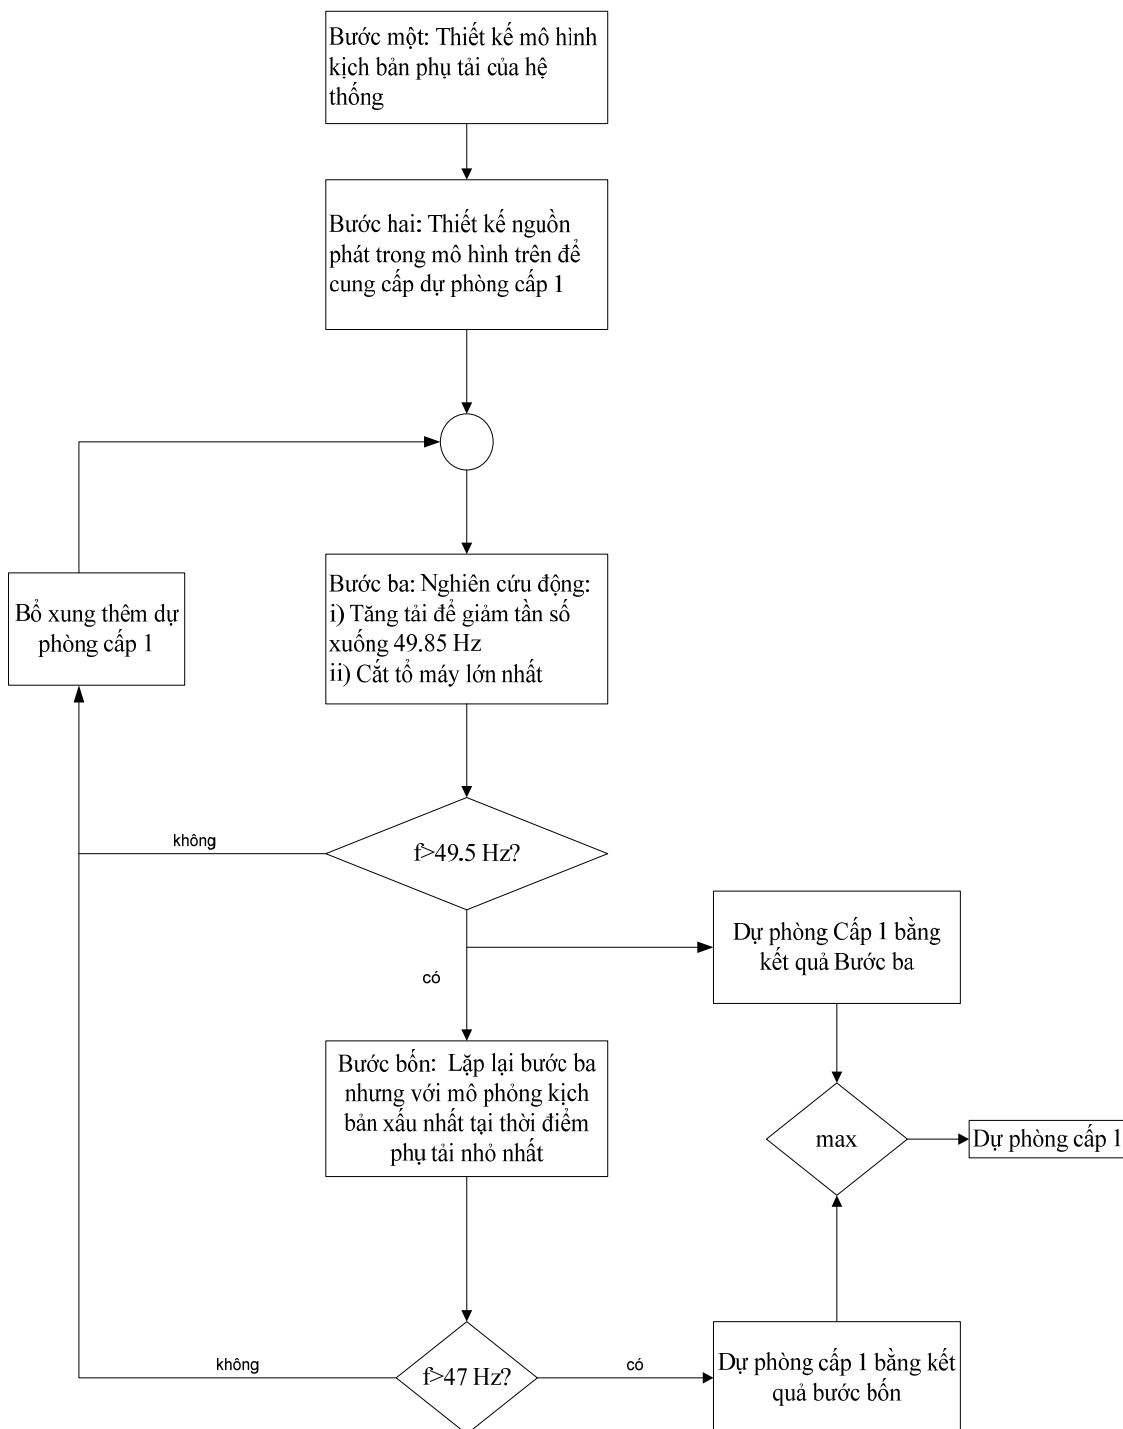 Bước một: Thiết kế mô hình
kịch bản phụ tải của hệ
thống
Bước hai: Thiết kế nguồn
phát trong mô hình trên để
cung cấp dự phòng cấp 1
Bổ xung thêm dự
phòng cấp 1
Bước ba: Nghiên cứu động:
i) Tăng tải để giảm tần số
xuống 49.85 Hz
ii) Cắt tổ máy lớn nhất
không
f>49.5 Hz?
có
Dự phòng Cấp 1 bằng
kết quả Bước ba
Bước bốn: Lặp lại bước ba
nhưng với mô phỏng kịch
bản xấu nhất tại thời điểm
phụ tải nhỏ nhất
max
Dự phòng cấp 1
không
f>47 Hz?
có
Dự phòng cấp 1 bằng kết
quả bước bốn